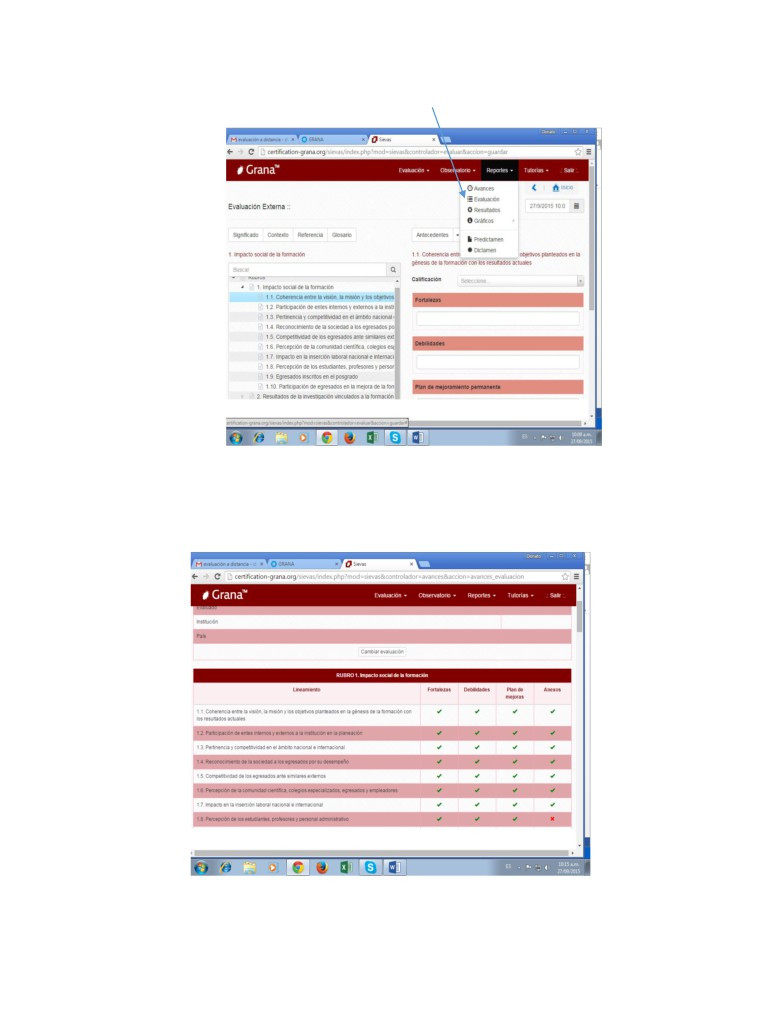 Donato
evaluación a distancia
GRANA
Sievas
certification-grana.org/sievas/index.php?mod=sievas&controlador=evaluar&accion=guardar
Grana™
Evaluación
Observatorio
Reportes
Tutorías
:: Salir ::
Avances
Evaluación
Resultados
Gráficos
Predictamen
Dictamen
Inicio
27/9/2015 10:0
Evaluación Externa ::
Significado
Contexto
Referencia
Glosario
Antecedentes
1. Impacto social de la formación
Buscar
1. Impacto social de la formación
1.1. Coherencia entre la visión, la misión y los objetivos
1.2. Participación de entes internos y externos a la insti
1.3. Pertinencia y competitividad en el ámbito nacional
1.4. Reconocimiento de la sociedad a los egresados po
1.5. Competitividad de los egresados ante similares ext
1.6. Percepción de la comunidad científica, colegios es
1.7. Impacto en la inserción laboral nacional e internaci
1.8. Percepción de los estudiantes, profesores y person
1.9. Egresados inscritos en el posgrado
1.10. Participación de egresados en la mejora de la for
2. Resultados de la investigación vinculados a la formación
1.1. Coherencia entr objetivos planteados en la
génesis de la formación con los resultados actuales
Calificación
Seleccione...
Fortalezas
Debilidades
Plan de mejoramiento permanente
ertification-grana.org/sievas/index.php?mod=sievas&controlador=evaluar&accion=guardar#
ES
10:09 a.m.
27/09/2015
Donato
evaluación a distancia
GRANA
Sievas
certification-grana.org/sievas/index.php?mod=sievas&controlador=avances&accion=avances_evaluacion
Grana™
Evaluación
Observatorio
Reportes
Tutorías
:: Salir ::
Evaluado
Institución
País
Cambiar evaluación
RUBRO 1. Impacto social de la formación
Lineamiento
Fortalezas
Debilidades
Plan de mejoras
Anexos
1.1. Coherencia entre la visión, la misión y los objetivos planteados en la génesis de la formación con
los resultados actuales
1.2. Participación de entes internos y externos a la institución en la planeación
1.3. Pertinencia y competitividad en el ámbito nacional e internacional
1.4. Reconocimiento de la sociedad a los egresados por su desempeño
1.5. Competitividad de los egresados ante similares externos
1.6. Percepción de la comunidad científica, colegios especializados, egresados y empleadores
1.7. Impacto en la inserción laboral nacional e internacional
1.8. Percepción de los estudiantes, profesores y personal administrativo
ES
10:15 a.m.
27/09/2015